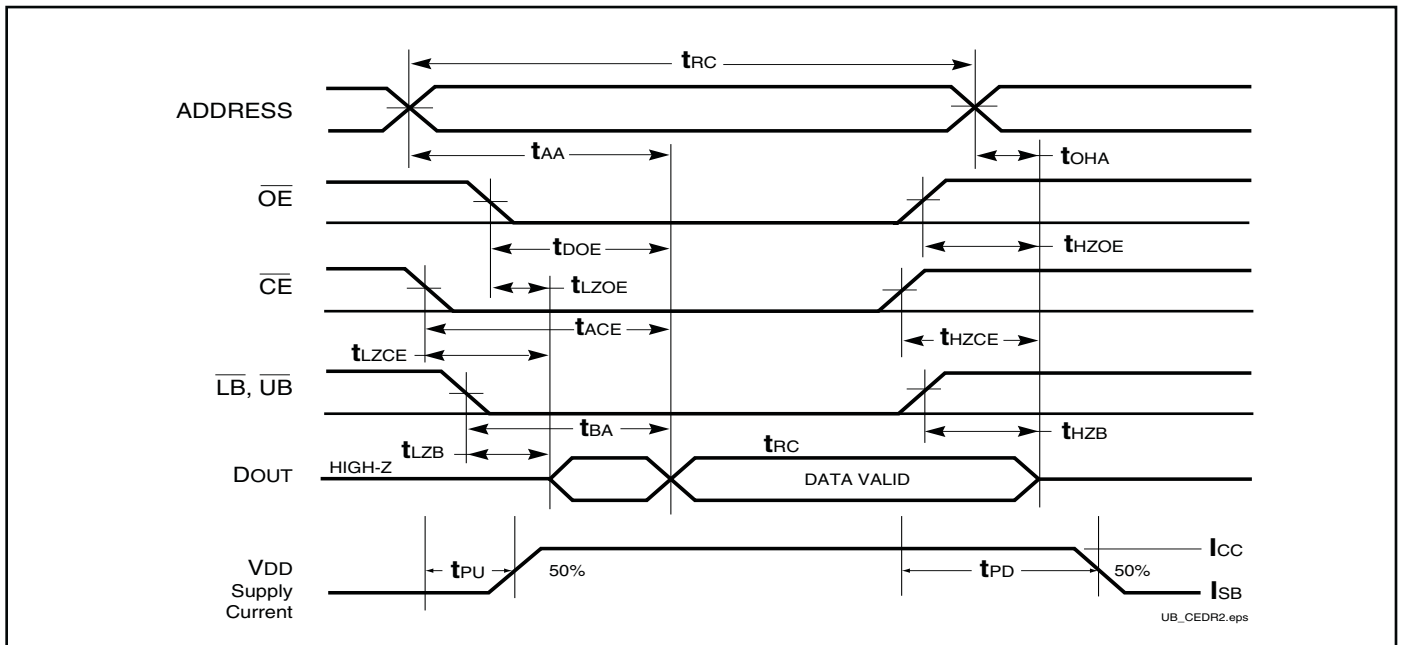 tRC
ADDRESS
tAA
tOHA
OE
tDOE
tHZOE
CE
tLZOE
tACE
tHZCE
tLZCE
LB, UB
tBA
tHZB
tLZB
tRC
DOUT
HIGH-Z
DATA VALID
ICC
tPU
50%
tPD
50%
VDD
Supply
Current
ISB
UB_CEDR2.eps